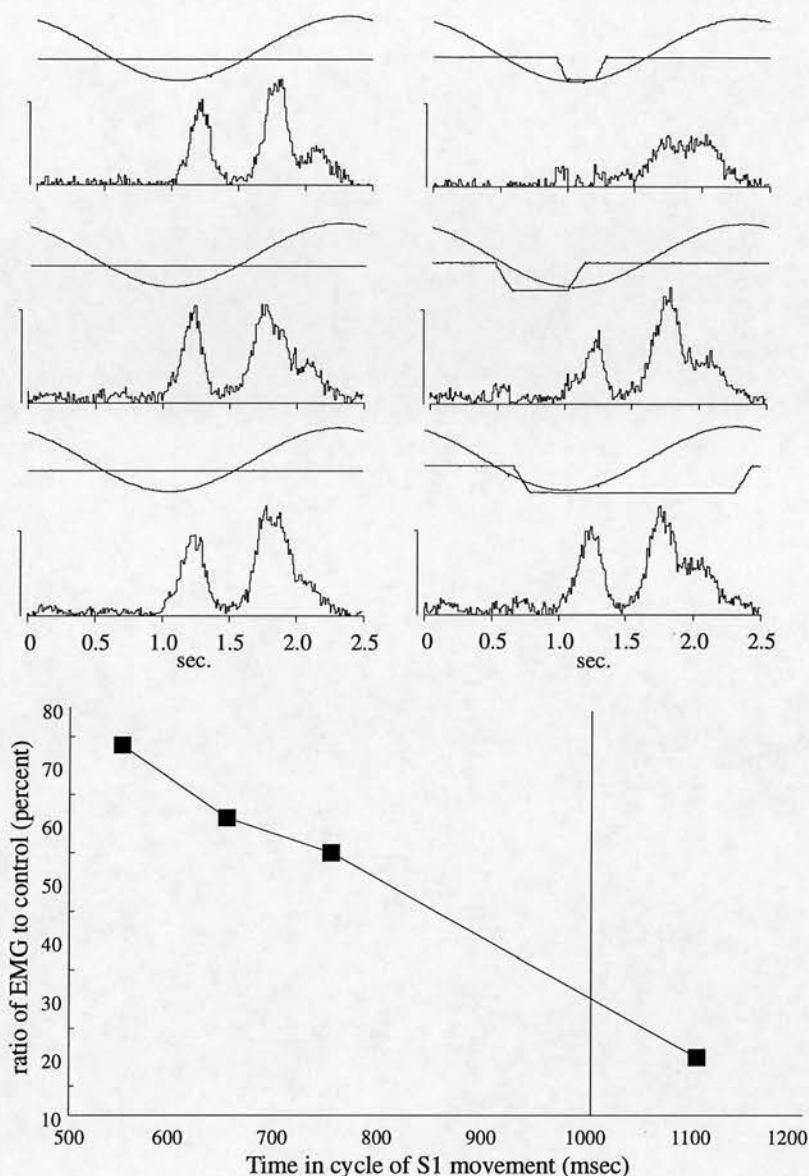 0 0.5 1.0 1.5 2.0 2.5
sec.
0 0.5 1.0 1.5 2.0 2.5
sec.
ratio of EMG to control (percent)
80
70
60
50
40
30
20
10
500 600 700 800 900 1000 1100 1200
Time in cycle of S1 movement (msec)